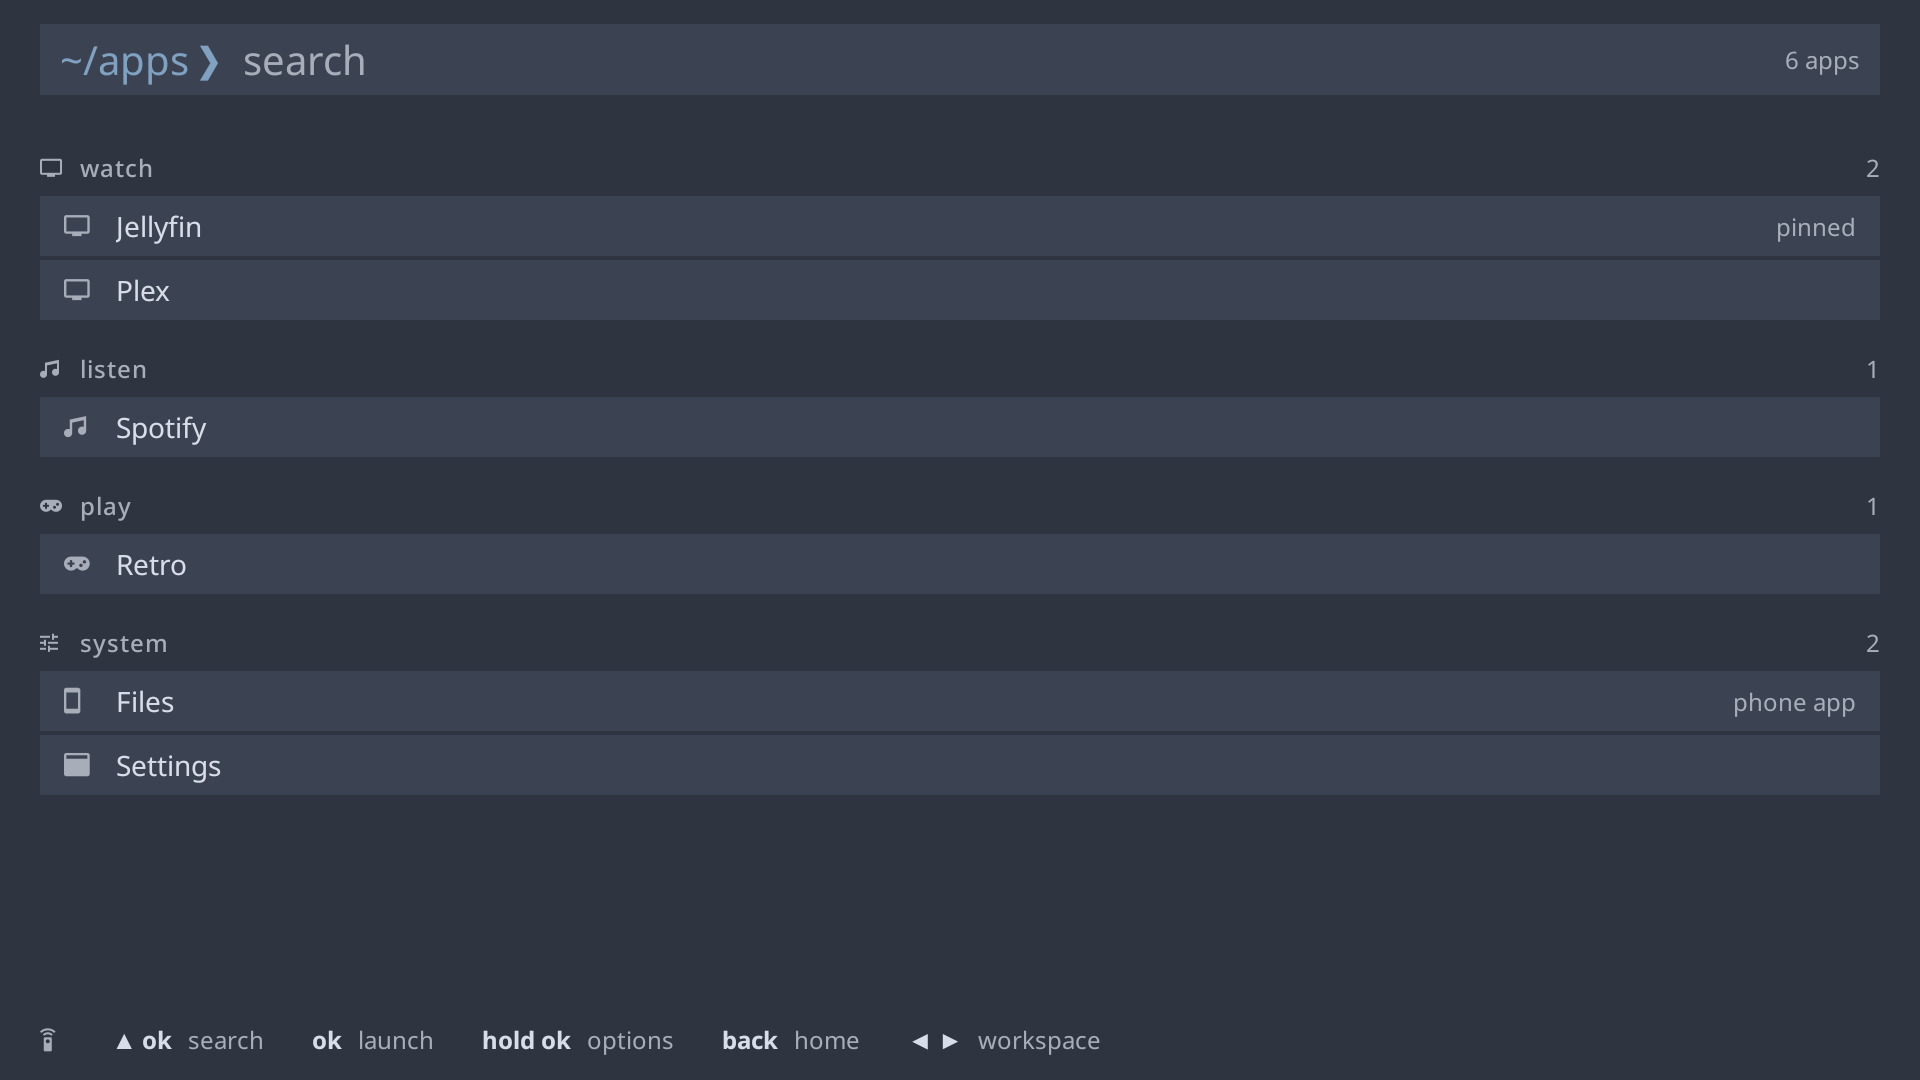 ~/apps❯ search 6 apps
watch 2
Jellyfin pinned
Plex
listen 1
Spotify
play 1
Retro
system 2
Files phone app
Settings
▲ ok search ok launch hold ok options back home ◀ ▶ workspace